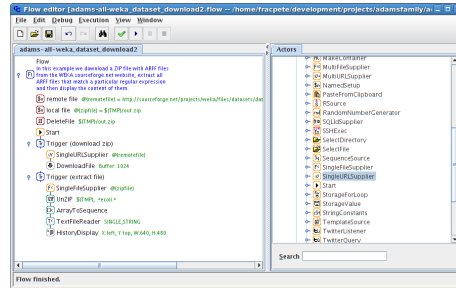 Flow editor [adams-all-weka_dataset_download2.flow -- /home/fracpete/development/projects/adamsfamily/a
File Edit Debug Execution View Window
adams-all-weka_dataset_download2
Flow
In this example we download a ZIP with ARFF files
from the WEKA sourceforge.net website, extract all
ARFF files that match a particular regular expression
and then display the content of them.
remote file @{remotefile} = http://sourceforge.net/projects/weka/files/datasets/dat
local file @{zipfile} = ${TMP}/out.zip
DeleteFile ${TMP}/out.zip
Start
Trigger (download zip)
SingleURLSupplier @{remotefile}
DownloadFile Buffer: 1024
Trigger (extract file)
SingleFileSupplier @{zipfile}
UnZIP ${TMP},
ArrayToSequence
TextFileReader SINGLE_STRING
HistoryDisplay X:left, Y:top, W:640, H:480
Actors
MakeContainer
MultiFileSupplier
MultiURLSupplier
NamedSetup
PasteFromClipboard
RSource
RandomNumberGenerator
SQLIdSupplier
SSHExec
SelectDirectory
SelectFile
SequenceSource
SingleFileSupplier
SingleURLSupplier
Start
StorageForLoop
StorageValue
StringConstants
TemplateSource
TwitterListener
TwitterQuery
Search
Flow finished.